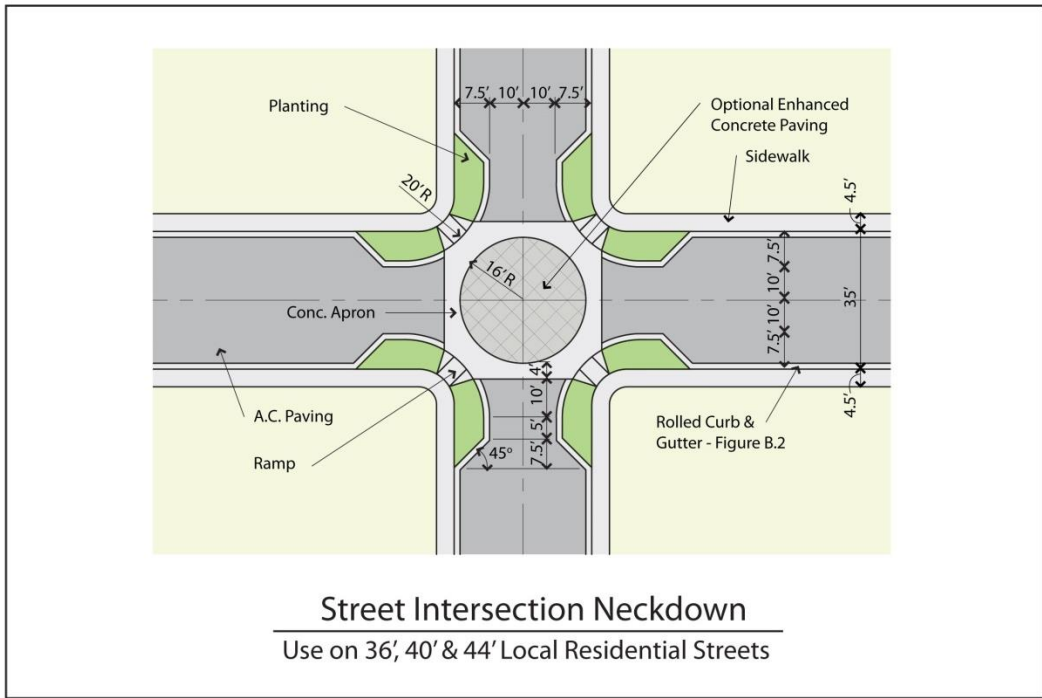 7.5' 10' 10' 7.5'
Planting
Optional Enhanced
Concrete Paving
Sidewalk
20'R
4.5'
7.5'
10'
16'R
35'
Conc. Apron
10'
7.5'
4'
10'
4.5'
A.C. Paving
Rolled Curb &
Gutter - Figure B.2
5'
Ramp
45°
7.5'
Street Intersection Neckdown
Use on 36', 40' & 44' Local Residential Streets